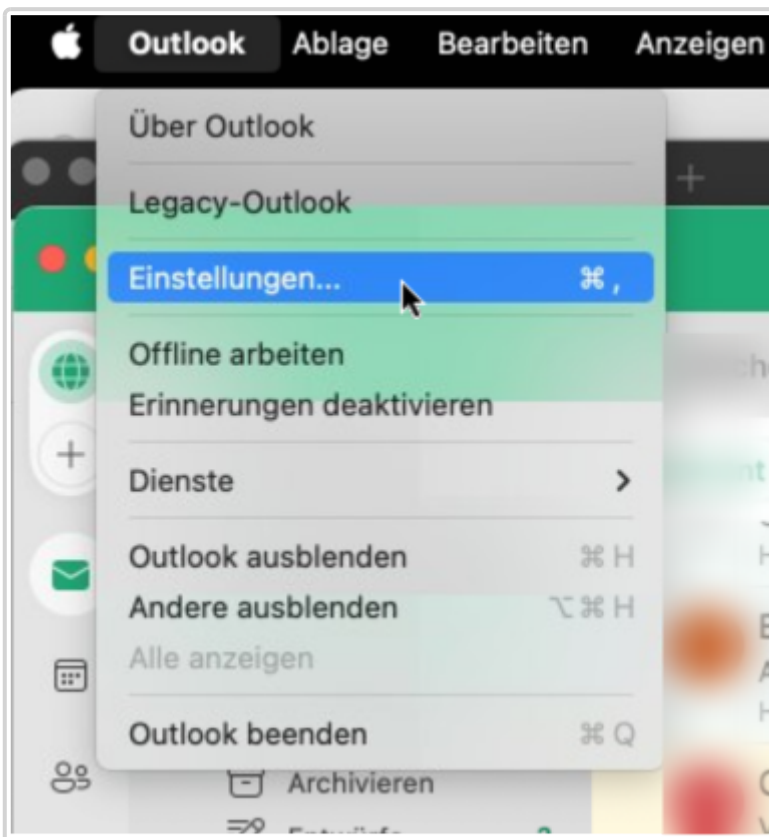 Outlook Ablage Bearbeiten Anzeigen
Über Outlook
Legacy-Outlook
Einstellungen... ⌘ ,
Offline arbeiten
Erinnerungen deaktivieren
Dienste
Outlook ausblenden ⌘ H
Andere ausblenden ⌥ ⌘ H
Alle anzeigen
Outlook beenden ⌘ Q
Archivieren